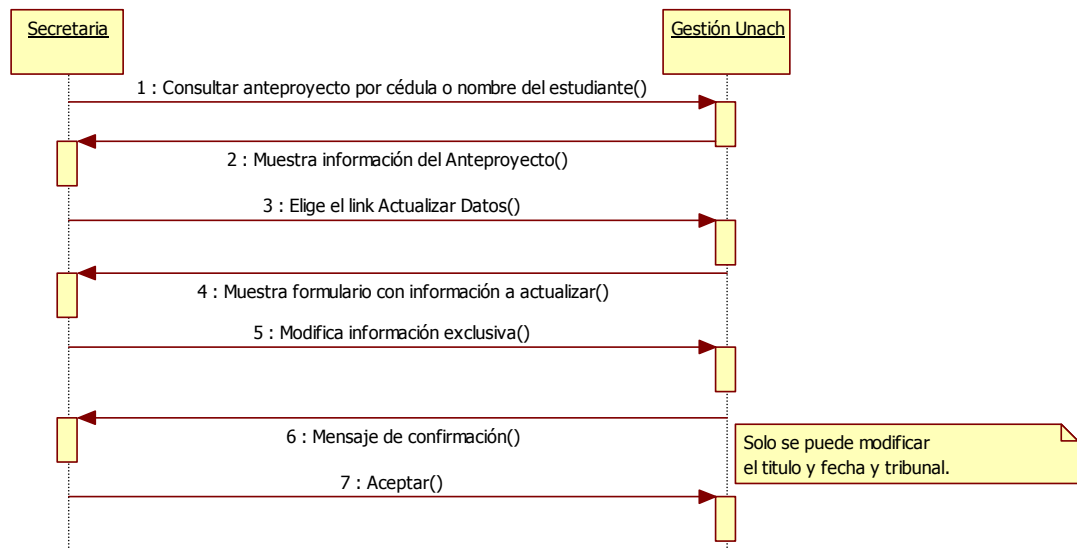 Secretaria
Gestión Unach
1 : Consultar anteproyecto por cédula o nombre del estudiante()
2 : Muestra información del Anteproyecto()
3 : Elige el link Actualizar Datos()
4 : Muestra formulario con información a actualizar()
5 : Modifica información exclusiva()
6 : Mensaje de confirmación()
Solo se puede modificar
el titulo y fecha y tribunal.
7 : Aceptar()